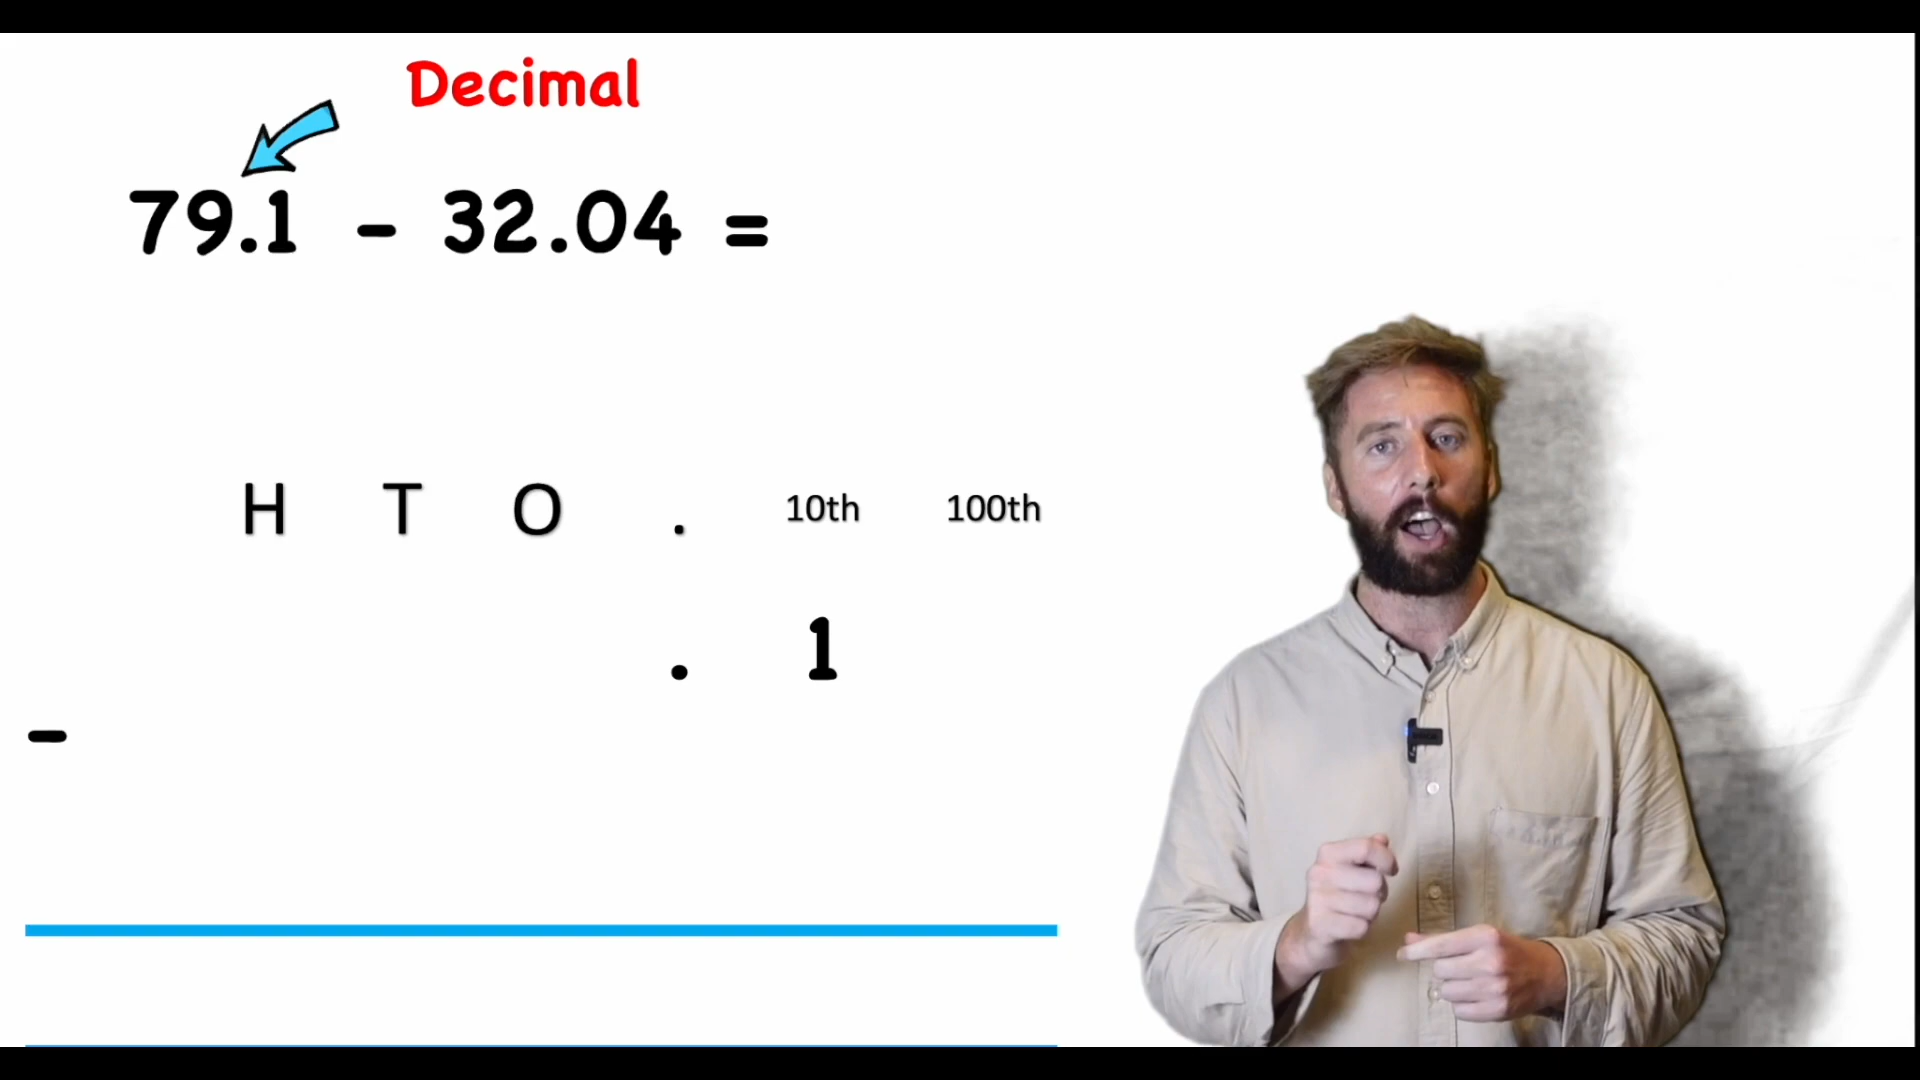 Decimal
79.1 - 32.04 =
H T O . 10th 100th
. 1
-